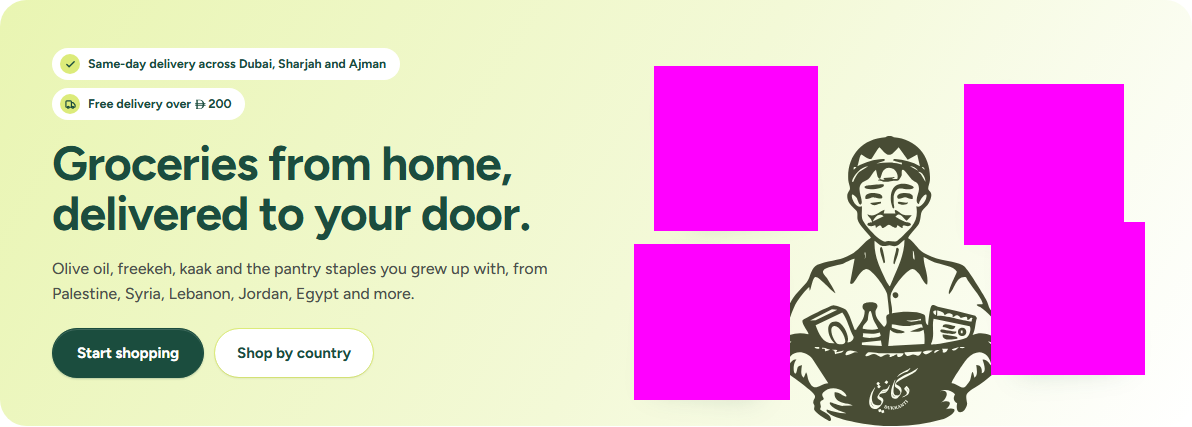 Same-day delivery across Dubai, Sharjah and Ajman
Free delivery over 200
Groceries from home,
delivered to your door.
Olive oil, freekeh, kaak and the pantry staples you grew up with, from
Palestine, Syria, Lebanon, Jordan, Egypt and more.
Start shopping
Shop by country
دكانتي
DUKKANTI